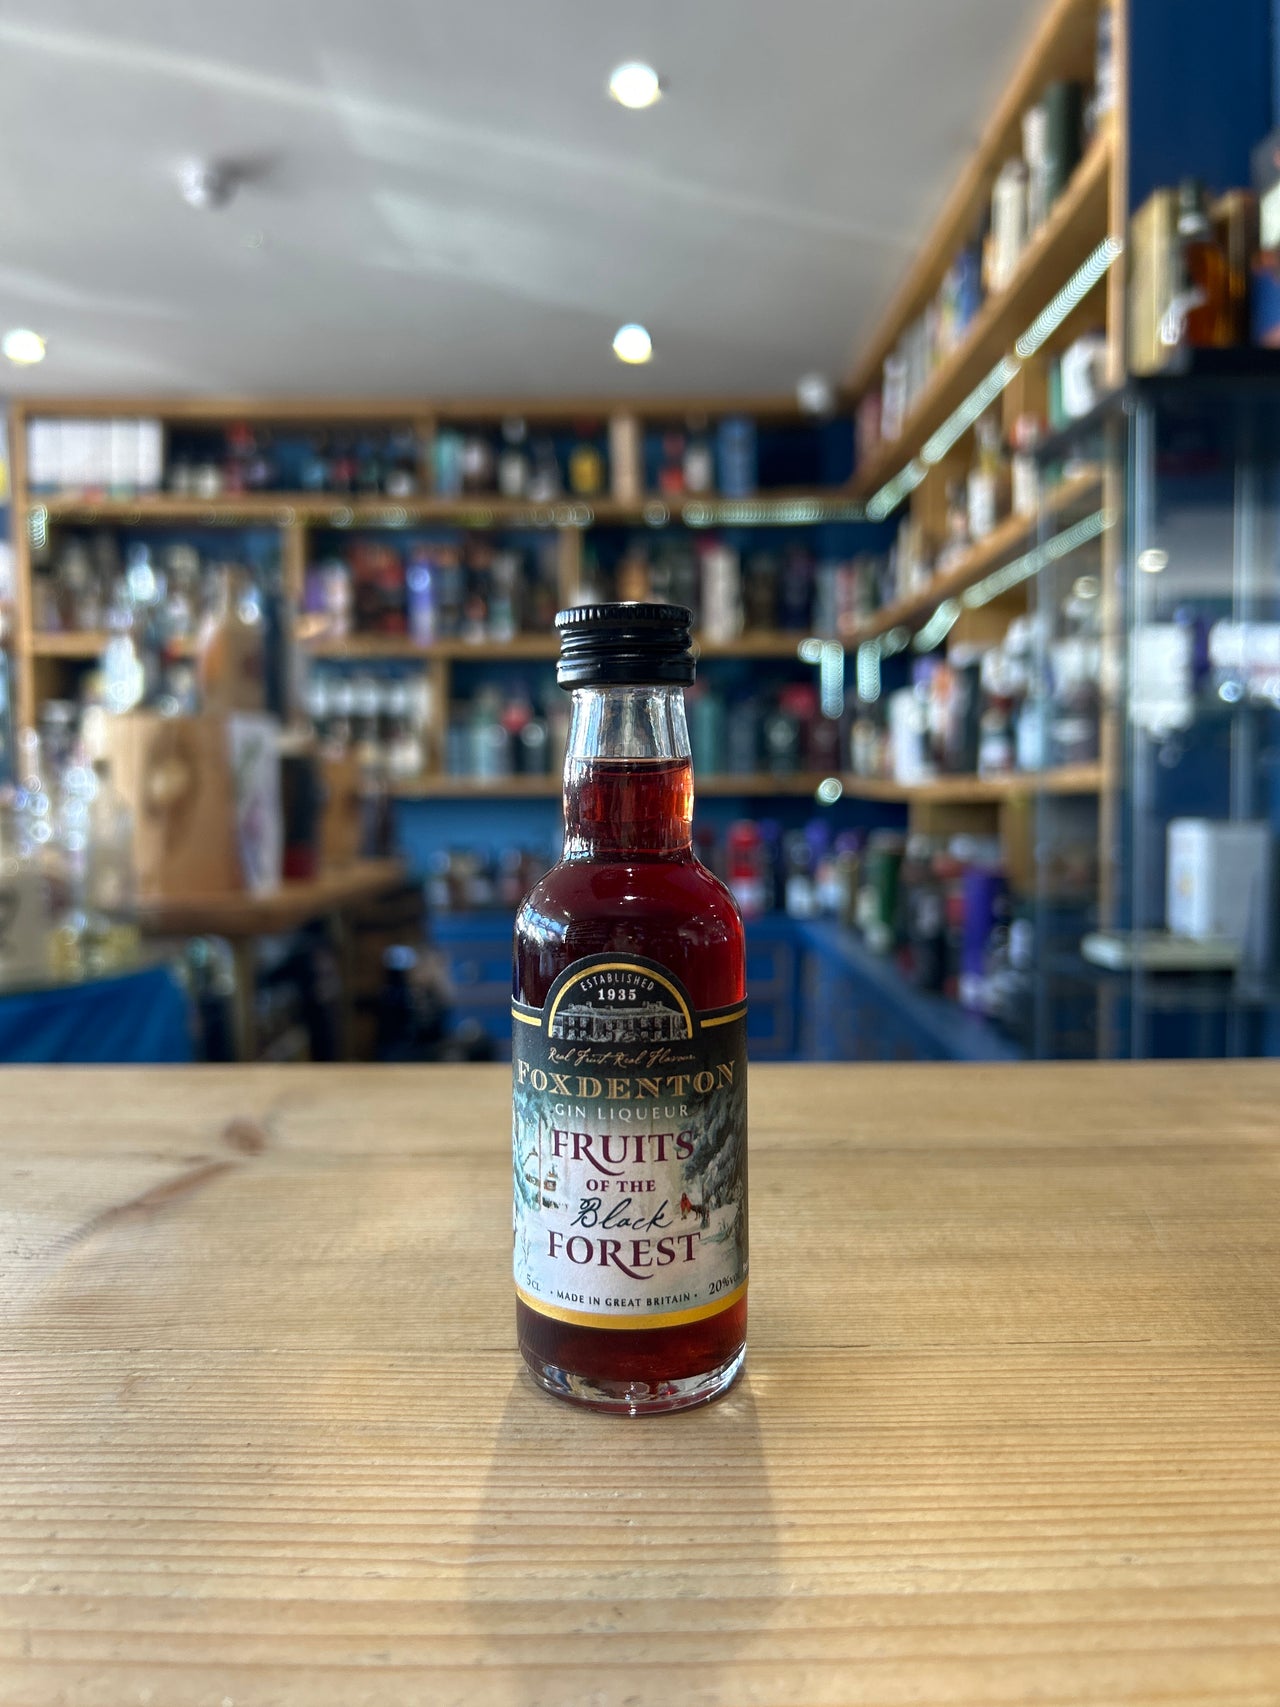 ESTABLISHED
1935
Real Fruit. Real Flavour
FOXDENTON
GIN LIQUEUR
FRUITS
OF THE
Black
FOREST
5CL
20%vol
• MADE IN GREAT BRITAIN •